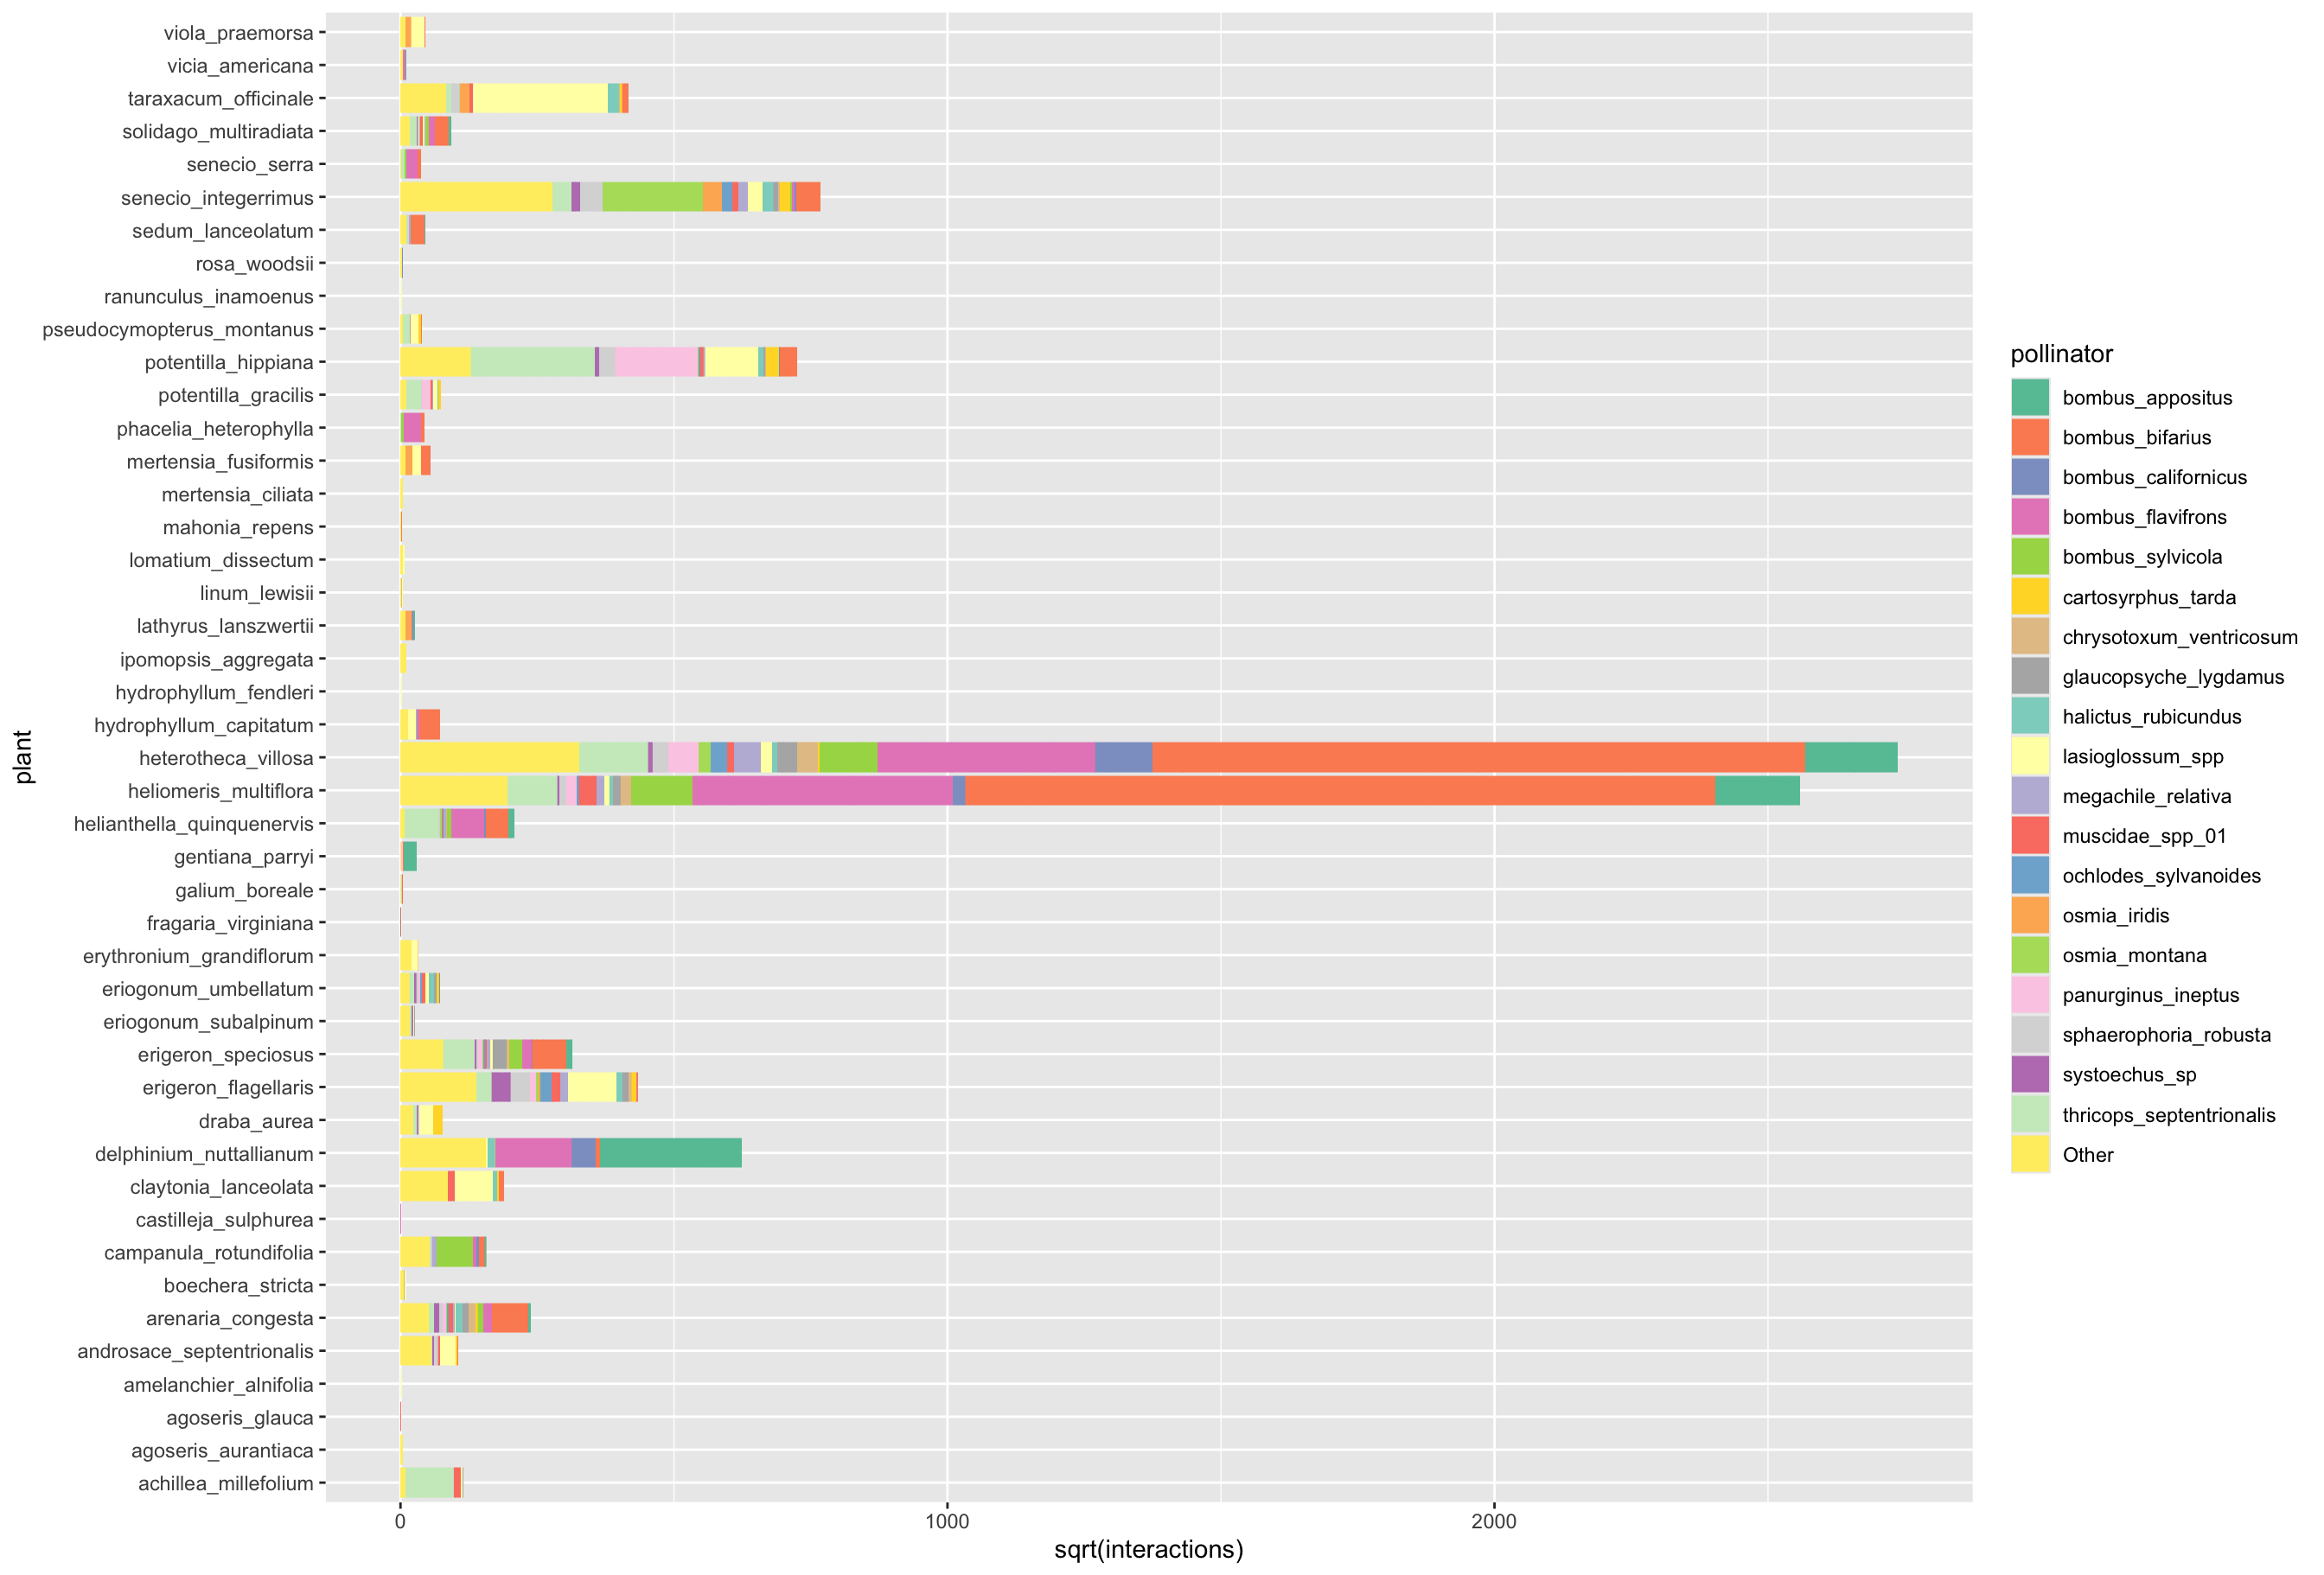 viola_praemorsa
vicia_americana
taraxacum_officinale
solidago_multiradiata
senecio_serra
senecio_integerrimus
sedum_lanceolatum
rosa_woodsii
ranunculus_inamoenus
pseudocymopterus_montanus
potentilla_hippiana
potentilla_gracilis
phacelia_heterophylla
mertensia_fusiformis
mertensia_ciliata
mahonia_repens
lomatium_dissectum
linum_lewisii
lathyrus_lanszwertii
ipomopsis_aggregata
hydrophyllum_fendleri
hydrophyllum_capitatum
heterotheca_villosa
heliomeris_multiflora
helianthella_quinquenervis
gentiana_parryi
galium_boreale
fragaria_virginiana
erythronium_grandiflorum
eriogonum_umbellatum
eriogonum_subalpinum
erigeron_speciosus
erigeron_flagellaris
draba_aurea
delphinium_nuttallianum
claytonia_lanceolata
castilleja_sulphurea
campanula_rotundifolia
boechera_stricta
arenaria_congesta
androsace_septentrionalis
amelanchier_alnifolia
agoseris_glauca
agoseris_aurantiaca
achillea_millefolium
plant
0 1000 2000
sqrt(interactions)
pollinator
bombus_appositus
bombus_bifarius
bombus_californicus
bombus_flavifrons
bombus_sylvicola
cartosyrphus_tarda
chrysotoxum_ventricosum
glaucopsyche_lygdamus
halictus_rubicundus
lasioglossum_spp
megachile_relativa
muscidae_spp_01
ochlodes_sylvanoides
osmia_iridis
osmia_montana
panurginus_ineptus
sphaerophoria_robusta
systoechus_sp
thricops_septentrionalis
Other